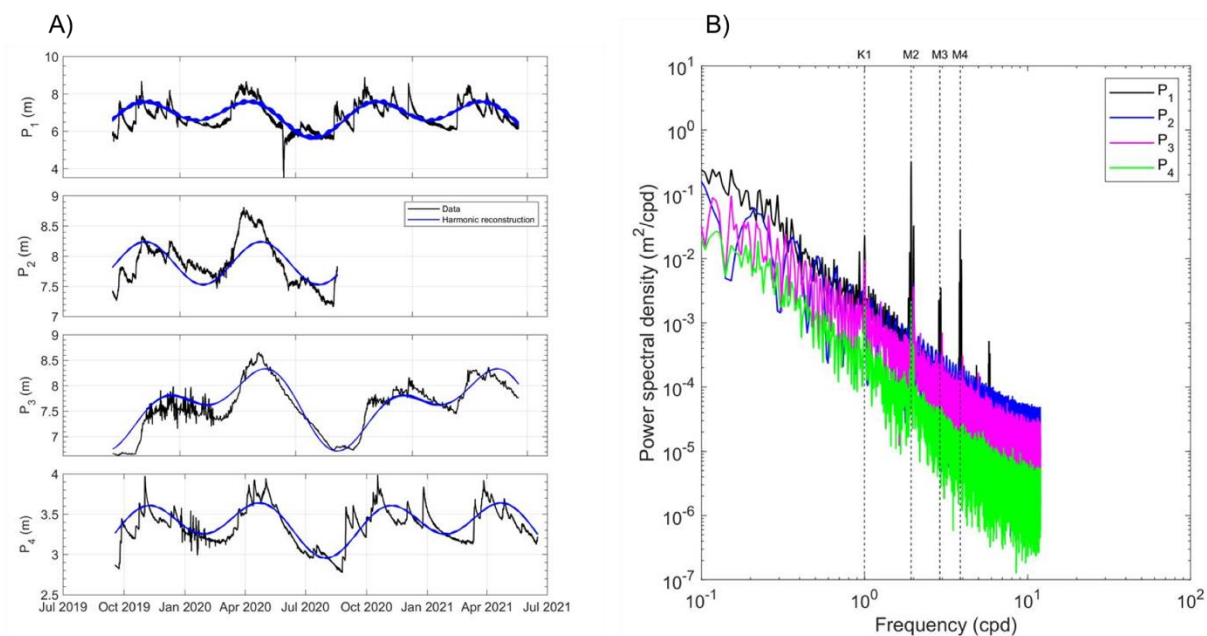 A)
10
8
6
4
P1 (m)
9
8.5
8
7.5
7
P2 (m)
Data
Harmonic reconstruction
8.5
8
7.5
7
P3 (m)
4
3.5
3
2.5
P4 (m)
Jul 2019 Oct 2019 Jan 2020 Apr 2020 Jul 2020 Oct 2020 Jan 2021 Apr 2021 Jul 2021
B)
K1 M2 M3 M4
10^1
10^0
10^-1
10^-2
10^-3
10^-4
10^-5
10^-6
10^-7
Power spectral density (m^2/cpd)
P1
P2
P3
P4
10^-1 10^0 10^1 10^2
Frequency (cpd)